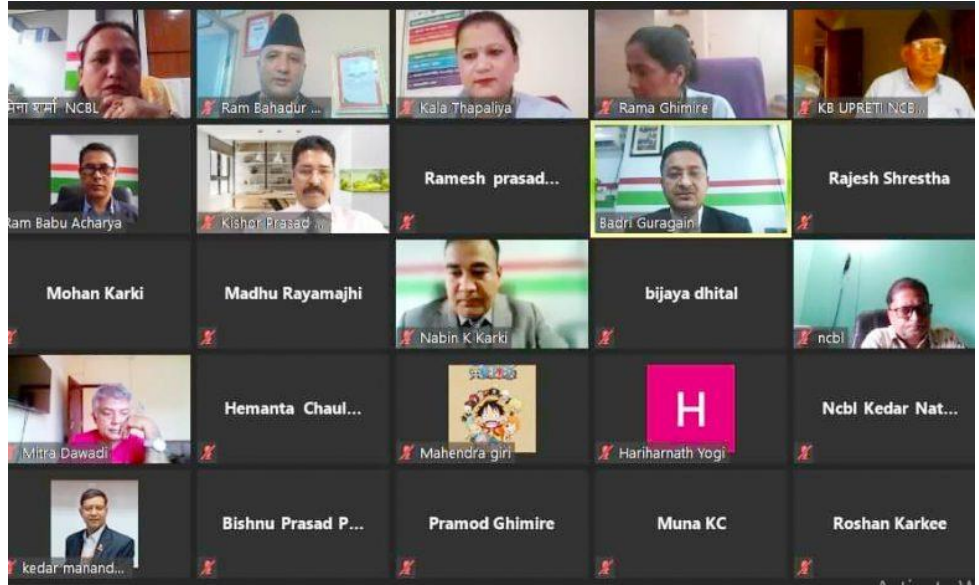 मिना शर्मा NCBL
Ram Bahadur ...
Kala Thapaliya
Rama Ghimire
KB UPRETI NCB...
Ram Babu Acharya
Kishor Prasad ...
Ramesh prasad...
Badri Guragain
Rajesh Shrestha
Mohan Karki
Madhu Rayamajhi
Nabin K Karki
bijaya dhital
ncbl
Mitra Dawadi
Hemanta Chaul...
Mahendra giri
H
Hariharnath Yogi
Ncbl Kedar Nat...
kedar manand...
Bishnu Prasad P...
Pramod Ghimire
Muna KC
Roshan Karkee